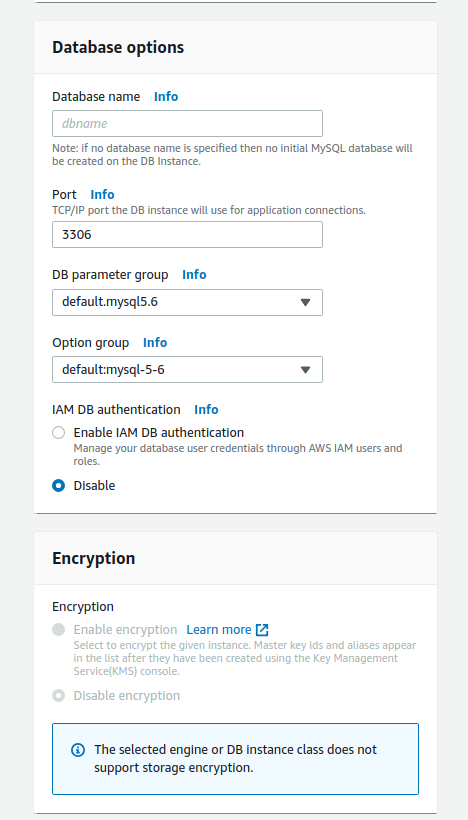 Database options
Database name Info
dbname
Note: if no database name is specified then no initial MySQL database will
be created on the DB Instance.
Port Info
TCP/IP port the DB instance will use for application connections.
3306
DB parameter group Info
default.mysql5.6
Option group Info
default:mysql-5-6
IAM DB authentication Info
Enable IAM DB authentication
Manage your database user credentials through AWS IAM users and
roles.
Disable
Encryption
Encryption
Enable encryption Learn more
Select to encrypt the given instance. Master key ids and aliases appear
in the list after they have been created using the Key Management
Service(KMS) console.
Disable encryption
The selected engine or DB instance class does not
support storage encryption.